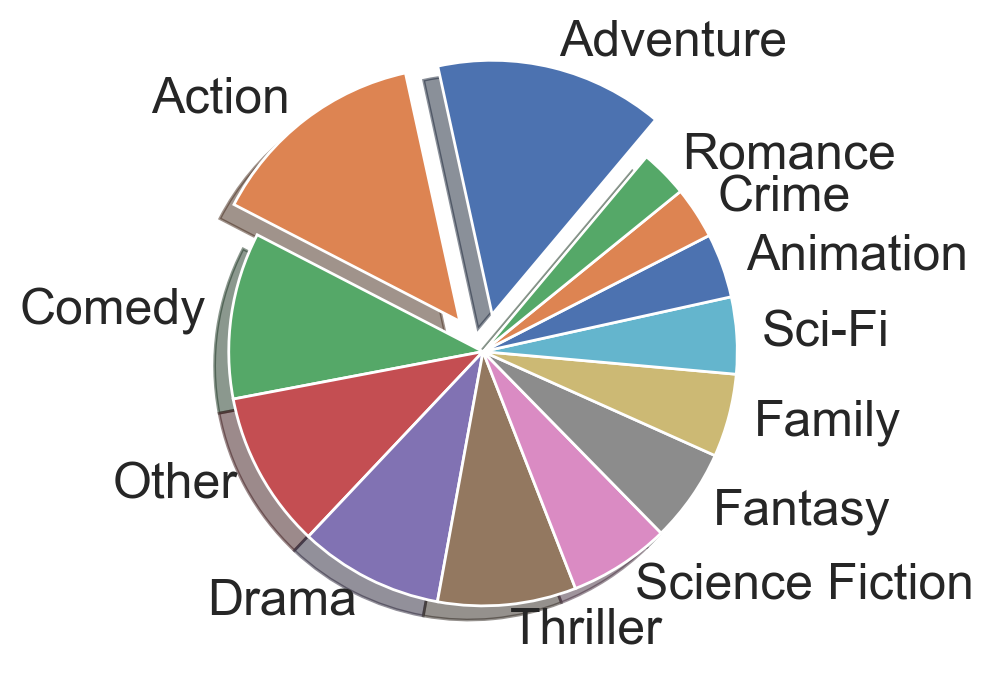 Adventure
Action
Romance
Crime
Animation
Comedy
Sci-Fi
Family
Other
Fantasy
Science Fiction
Drama
Thriller